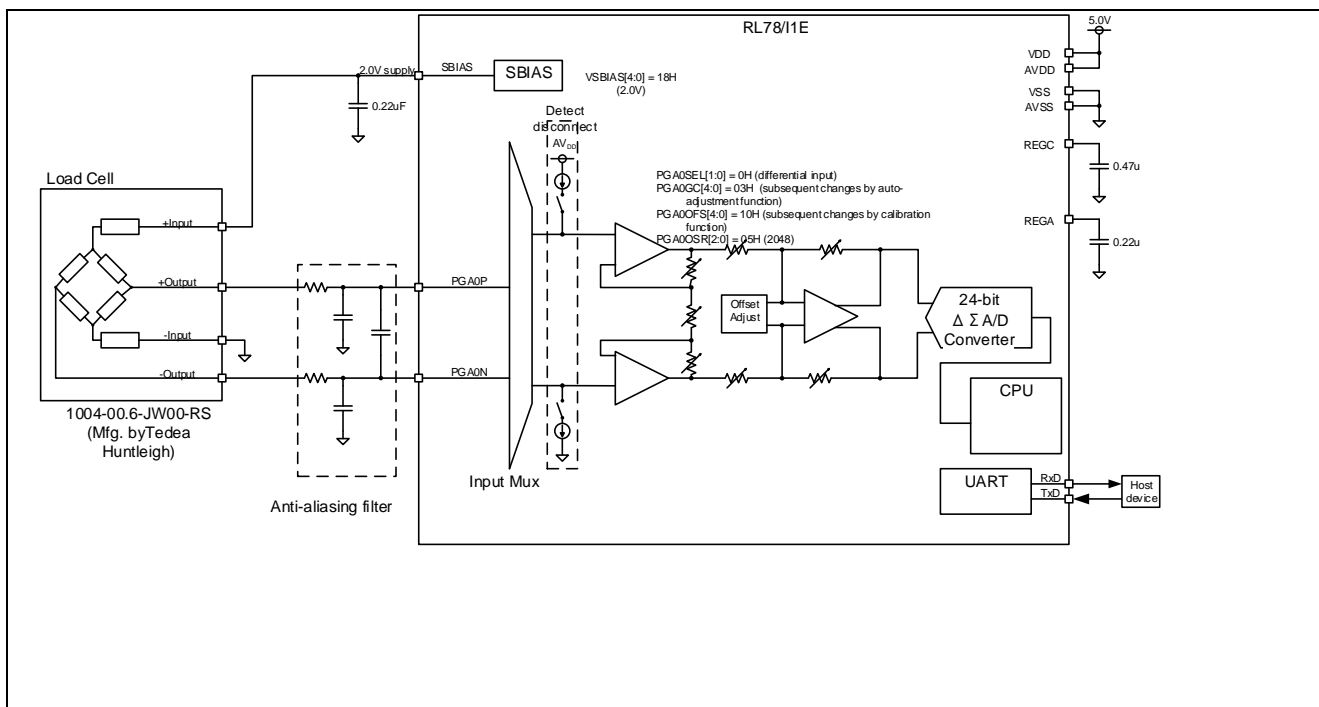 RL78/I1E
5.0V
VDD
AVDD
VSS
AVSS
REGC
0.47u
REGA
0.22u
2.0V supply
SBIAS
SBIAS
VSBIAS[4:0] = 18H
(2.0V)
0.22uF
Detect
disconnect
AVDD
Load Cell
+Input
+Output
-Input
-Output
1004-00.6-JW00-RS
(Mfg. byTedea
Huntleigh)
Anti-aliasing filter
PGA0P
PGA0N
Input Mux
PGA0SEL[1:0] = 0H (differential input)
PGA0GC[4:0] = 03H (subsequent changes by auto-
adjustment function)
PGA0OFS[4:0] = 10H (subsequent changes by calibration
function)
PGA0OSR[2:0] = 05H (2048)
Offset
Adjust
24-bit
Δ Σ A/D
Converter
CPU
UART
RxD
TxD
Host
device